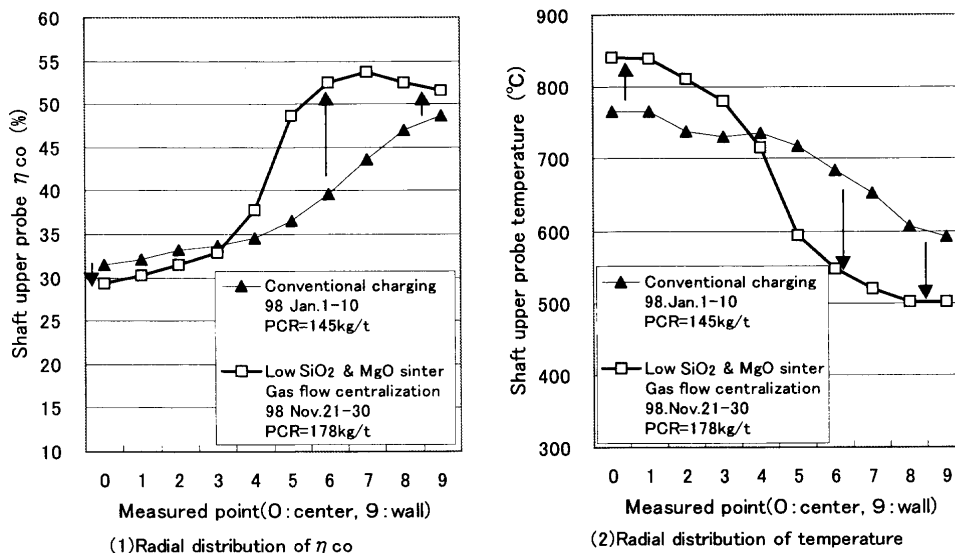 Shaft upper probe η co (%)
60
55
50
45
40
35
30
25
20
15
10
Conventional charging
98 Jan.1-10
PCR=145kg/t
Low SiO₂ & MgO sinter
Gas flow centralization
98 Nov.21-30
PCR=178kg/t
0 1 2 3 4 5 6 7 8 9
Measured point(0:center, 9:wall)
(1)Radial distribution of η co
Shaft upper probe temperature (°C)
900
800
700
600
500
400
300
Conventional charging
98.Jan.1-10
PCR=145kg/t
Low SiO₂ & MgO sinter
Gas flow centralization
98.Nov.21-30
PCR=178kg/t
0 1 2 3 4 5 6 7 8 9
Measured point(0:center, 9:wall)
(2)Radial distribution of temperature